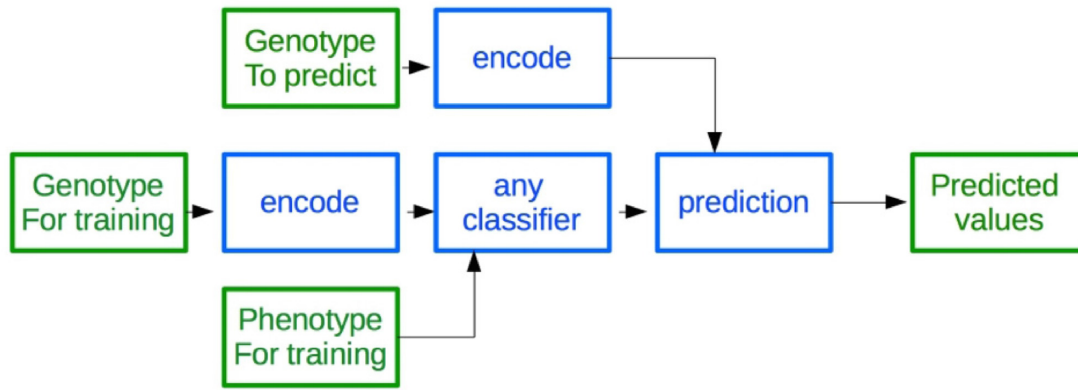 Genotype
To predict
encode
Genotype
For training
encode
any
classifier
prediction
Predicted
values
Phenotype
For training